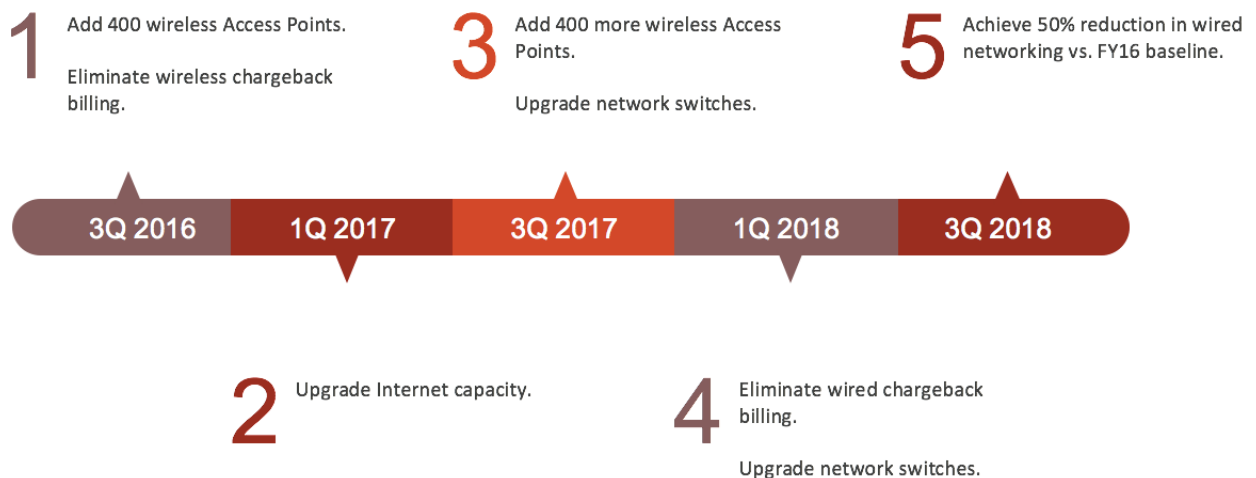 1
Add 400 wireless Access Points.
Eliminate wireless chargeback
billing.
3
Add 400 more wireless Access
Points.
Upgrade network switches.
5
Achieve 50% reduction in wired
networking vs. FY16 baseline.
3Q 2016
1Q 2017
3Q 2017
1Q 2018
3Q 2018
2
Upgrade Internet capacity.
4
Eliminate wired chargeback
billing.
Upgrade network switches.